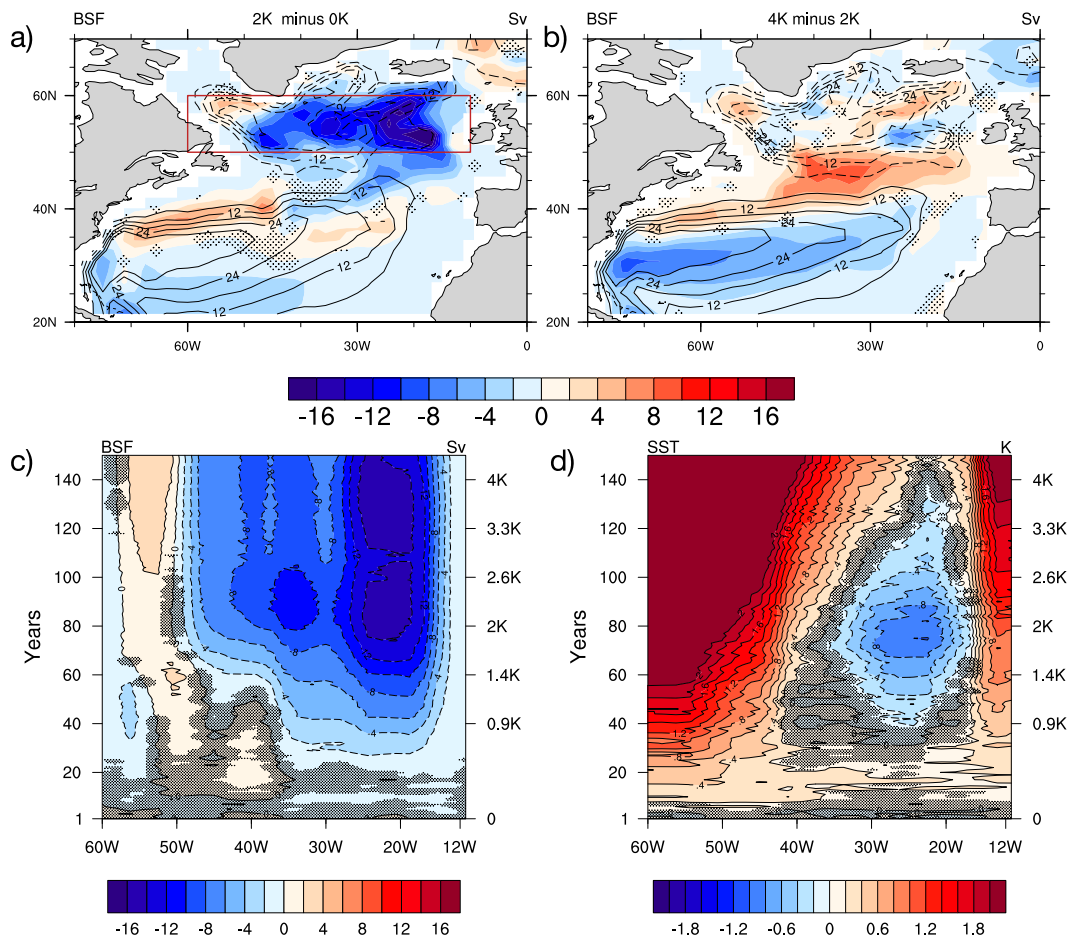 BSF 2K minus 0K Sv
BSF 4K minus 2K Sv
a)
b)
60N
40N
20N
60W 30W 0
60N
40N
20N
60W 30W 0
12
24
24
12
-12
12
24
24
12
-12
-12
-24
-16 -12 -8 -4 0 4 8 12 16
c)
BSF Sv
d)
SST K
Years
140
120
100
80
60
40
20
1
4K
3.3K
2.6K
2K
1.4K
0.9K
0
60W 50W 40W 30W 20W 12W
Years
140
120
100
80
60
40
20
1
4K
3.3K
2.6K
2K
1.4K
0.9K
0
60W 50W 40W 30W 20W 12W
-16 -12 -8 -4 0 4 8 12 16
-1.8 -1.2 -0.6 0 0.6 1.2 1.8